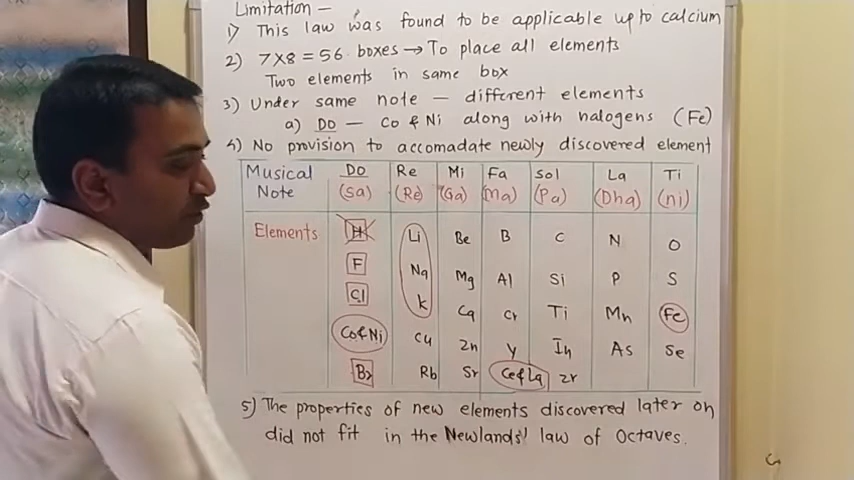 Limitation —
1) This law was found to be applicable up to calcium
2) 7X8 = 56 boxes → To place all elements
Two elements in same box
3) Under same note — different elements
a) Do — Co & Ni along with halogens (Fe)
4) No provision to accomadate newly discovered element
Musical Note Do (Sa) Re (Re) Mi (Ga) Fa (Ma) Sol (Pa) La (Dha) Ti (ni)
Elements H Li Be B C N O
F Na Mg Al Si P S
Cl K Ca Cr Ti Mn Fe
Co & Ni Cu Zn Y In As Se
Br Rb Sr Ce & La Zr
5) The properties of new elements discovered later on
did not fit in the Newlands' law of Octaves.